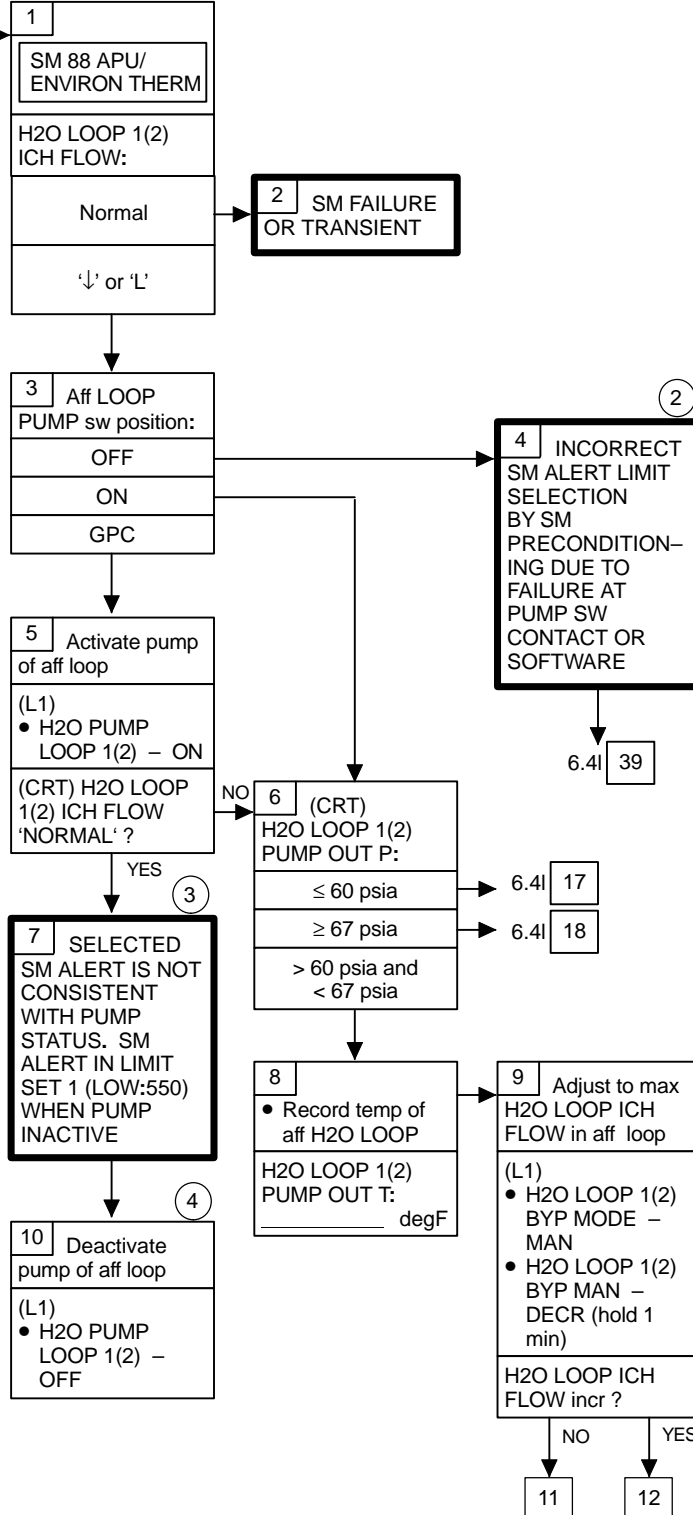 1
SM 88 APU/
ENVIRON THERM
H2O LOOP 1(2)
ICH FLOW:
Normal
'↓' or 'L'
2 SM FAILURE
OR TRANSIENT
3 Aff LOOP
PUMP sw position:
OFF
ON
GPC
2
4 INCORRECT
SM ALERT LIMIT
SELECTION
BY SM
PRECONDITION–
ING DUE TO
FAILURE AT
PUMP SW
CONTACT OR
SOFTWARE
6.4I 39
5 Activate pump
of aff loop
(L1)
• H2O PUMP
LOOP 1(2) – ON
(CRT) H2O LOOP
1(2) ICH FLOW
'NORMAL' ?
NO
YES
6 (CRT)
H2O LOOP 1(2)
PUMP OUT P:
≤ 60 psia
6.4I 17
≥ 67 psia
6.4I 18
> 60 psia and
< 67 psia
3
7 SELECTED
SM ALERT IS NOT
CONSISTENT
WITH PUMP
STATUS. SM
ALERT IN LIMIT
SET 1 (LOW:550)
WHEN PUMP
INACTIVE
8
• Record temp of
aff H2O LOOP
H2O LOOP 1(2)
PUMP OUT T:
____________ degF
9 Adjust to max
H2O LOOP ICH
FLOW in aff loop
(L1)
• H2O LOOP 1(2)
BYP MODE –
MAN
• H2O LOOP 1(2)
BYP MAN –
DECR (hold 1
min)
H2O LOOP ICH
FLOW incr ?
NO
YES
11
12
4
10 Deactivate
pump of aff loop
(L1)
• H2O PUMP
LOOP 1(2) –
OFF